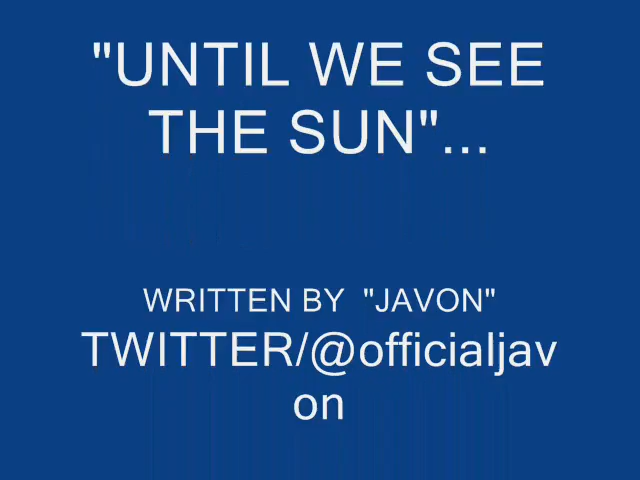 "UNTIL WE SEE
THE SUN"...
WRITTEN BY  "JAVON"
TWITTER/@officialjav
on